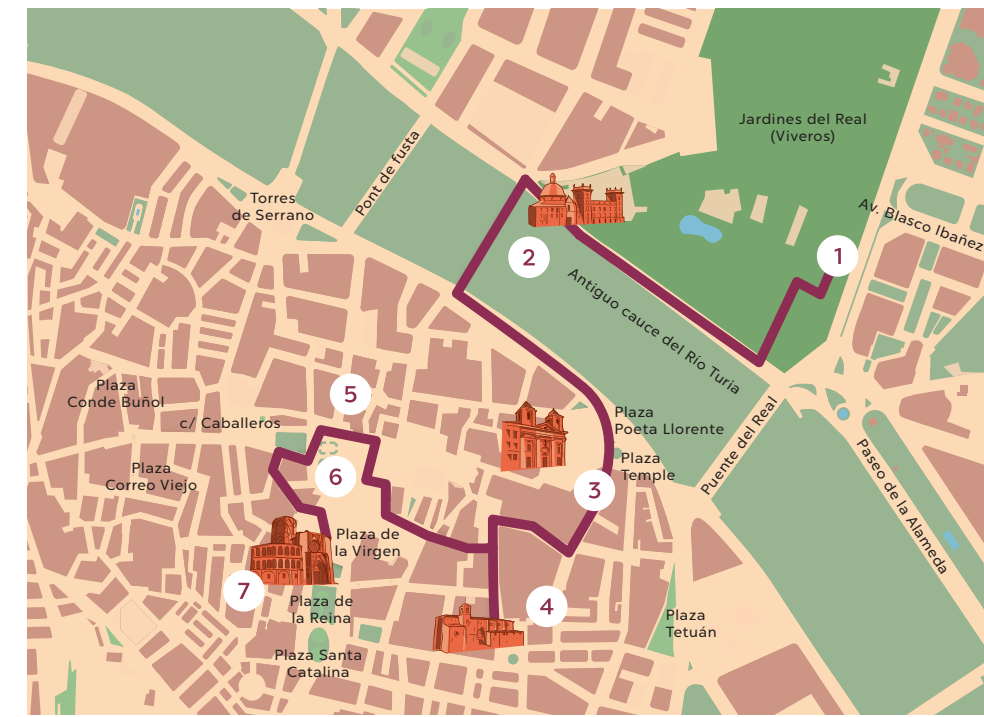 Jardines del Real
(Viveros)
Pont de fusta
Torres
de Serrano
Av. Blasco Ibañez
1
2
Antiguo cauce del Río Turia
Plaza
Conde Buñol
5
c/ Caballeros
Plaza
Poeta Llorente
Puente del Real
Plaza
Correo Viejo
6
Plaza
Temple
3
Paseo de la Alameda
Plaza de
la Virgen
7
Plaza de
la Reina
4
Plaza
Tetuán
Plaza Santa
Catalina